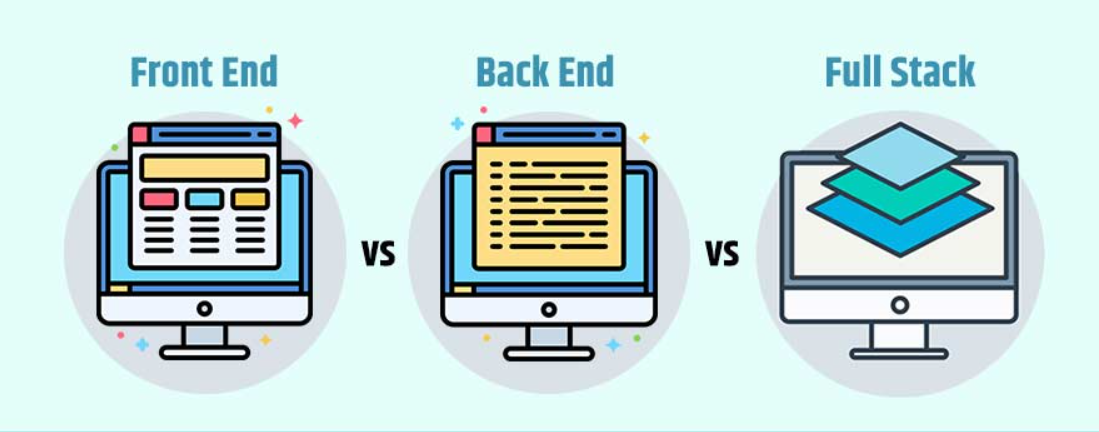 Front End
Back End
Full Stack
VS
VS